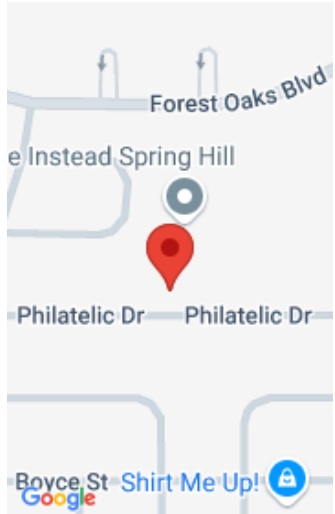 Forest Oaks Blvd
e Instead Spring Hill
Philatelic Dr Philatelic Dr
Boyce St Shirt Me Up!
Google